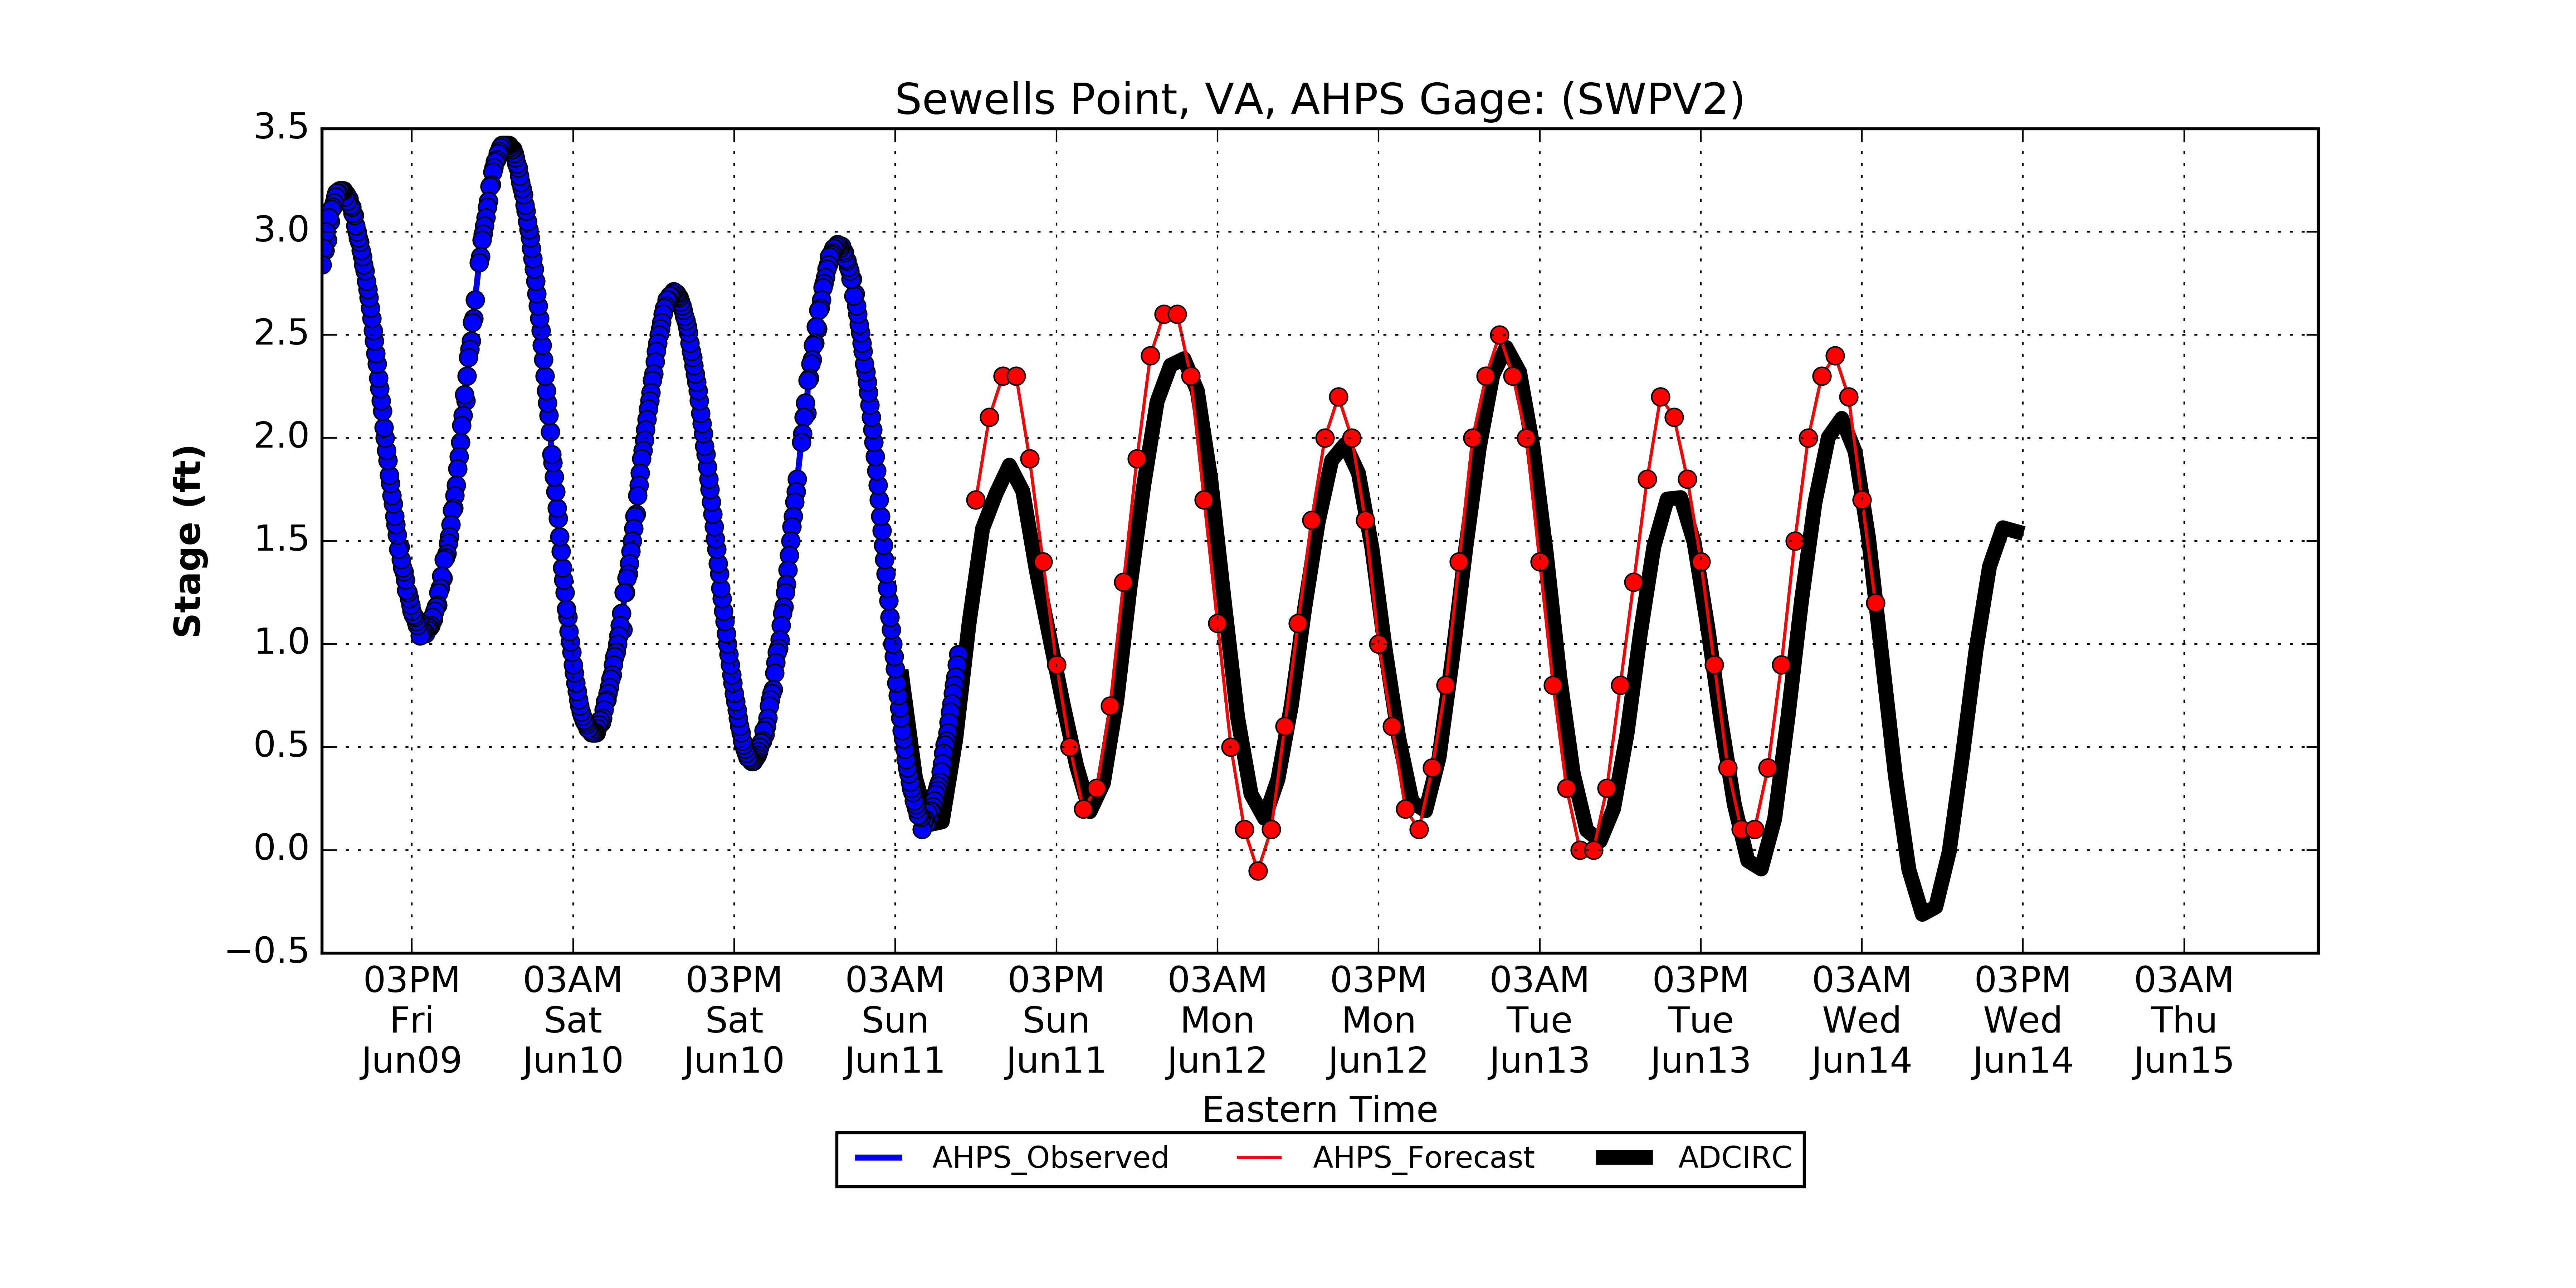 Sewells Point, VA, AHPS Gage: (SWPV2)
Stage (ft)
3.5
3.0
2.5
2.0
1.5
1.0
0.5
0.0
−0.5
03PM 03AM 03PM 03AM 03PM 03AM 03PM 03AM 03PM 03AM 03PM 03AM
Fri Sat Sat Sun Sun Mon Mon Tue Tue Wed Wed Thu
Jun09 Jun10 Jun10 Jun11 Jun11 Jun12 Jun12 Jun13 Jun13 Jun14 Jun14 Jun15
Eastern Time
AHPS_Observed AHPS_Forecast ADCIRC